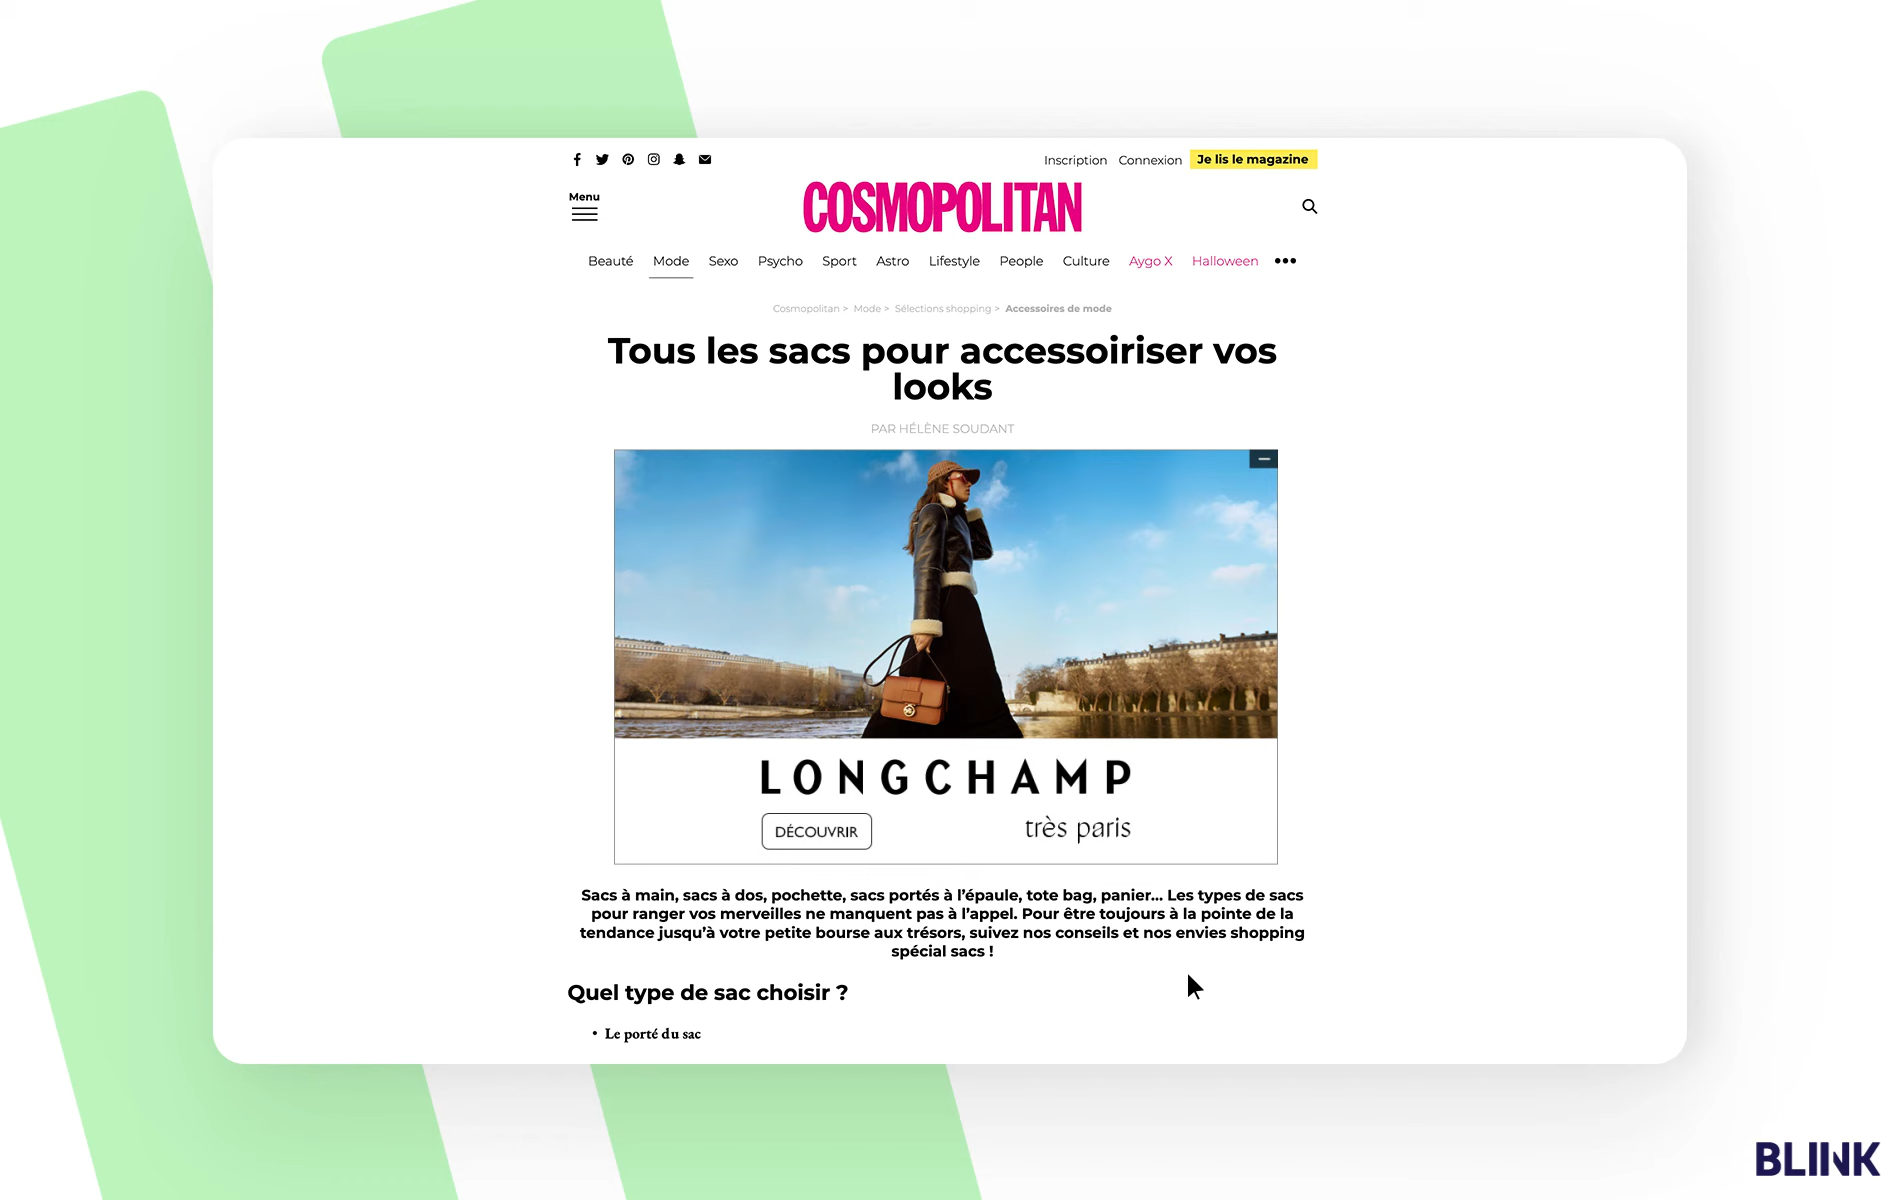 Inscription Connexion Je lis le magazine
Menu
COSMOPOLITAN
Beauté Mode Sexo Psycho Sport Astro Lifestyle People Culture Aygo X Halloween •••
Cosmopolitan > Mode > Sélections shopping > Accessoires de mode
Tous les sacs pour accessoiriser vos
looks
PAR HÉLÈNE SOUDANT
LONGCHAMP
DÉCOUVRIR
très paris
Sacs à main, sacs à dos, pochette, sacs portés à l’épaule, tote bag, panier... Les types de sacs
pour ranger vos merveilles ne manquent pas à l’appel. Pour être toujours à la pointe de la
tendance jusqu’à votre petite bourse aux trésors, suivez nos conseils et nos envies shopping
spécial sacs !
Quel type de sac choisir ?
• Le porté du sac
BLIINK